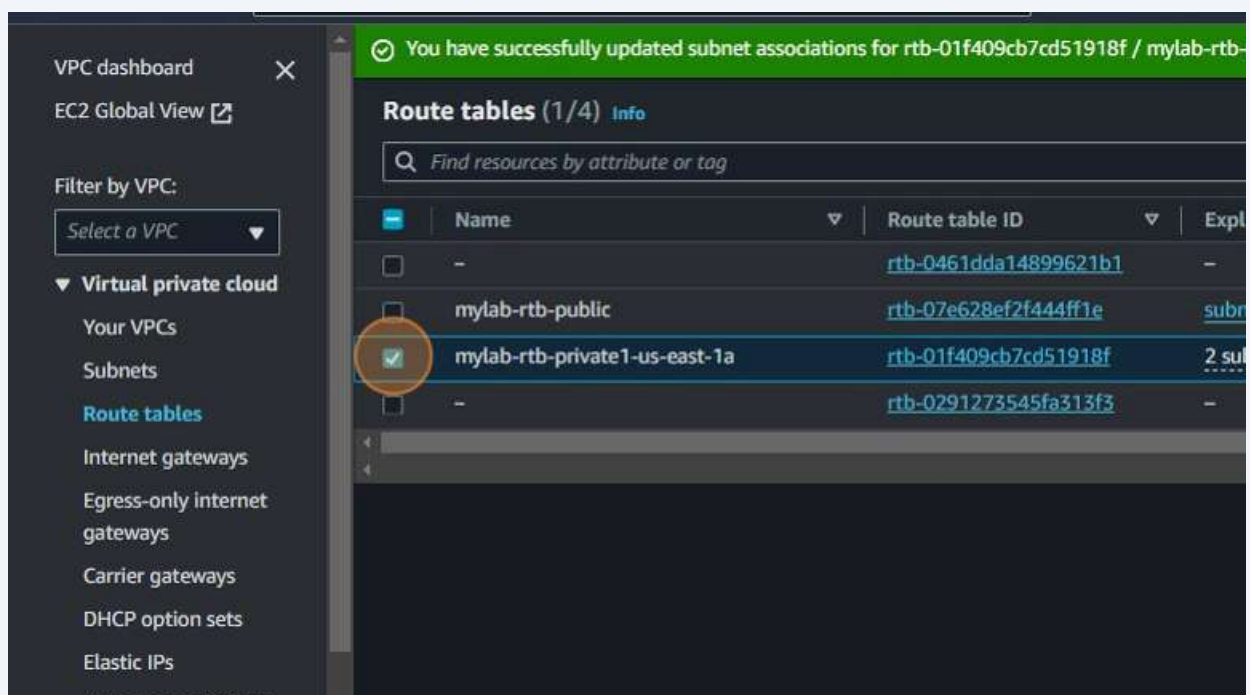 VPC dashboard
EC2 Global View
Filter by VPC:
Select a VPC
Virtual private cloud
Your VPCs
Subnets
Route tables
Internet gateways
Egress-only internet
gateways
Carrier gateways
DHCP option sets
Elastic IPs
You have successfully updated subnet associations for rtb-01f409cb7cd51918f / mylab-rtb-
Route tables (1/4) Info
Find resources by attribute or tag
Name Route table ID Expl
– rtb-0461dda14899621b1 –
mylab-rtb-public rtb-07e628ef2f444ff1e subn
mylab-rtb-private1-us-east-1a rtb-01f409cb7cd51918f 2 sub
– rtb-0291273545fa313f3 –